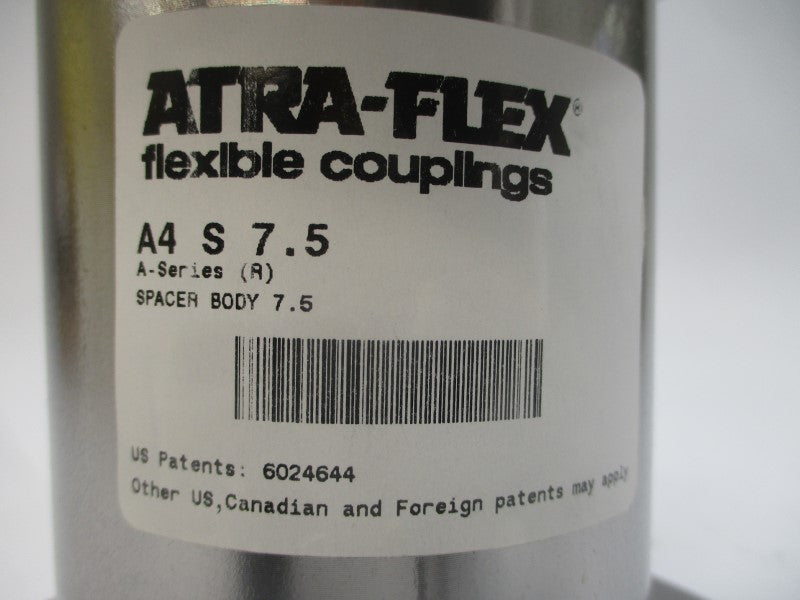 ATRA-FLEX®
flexible couplings
A4 S 7.5
A-Series (R)
SPACER BODY 7.5
US Patents: 6024644
Other US,Canadian and Foreign patents may apply